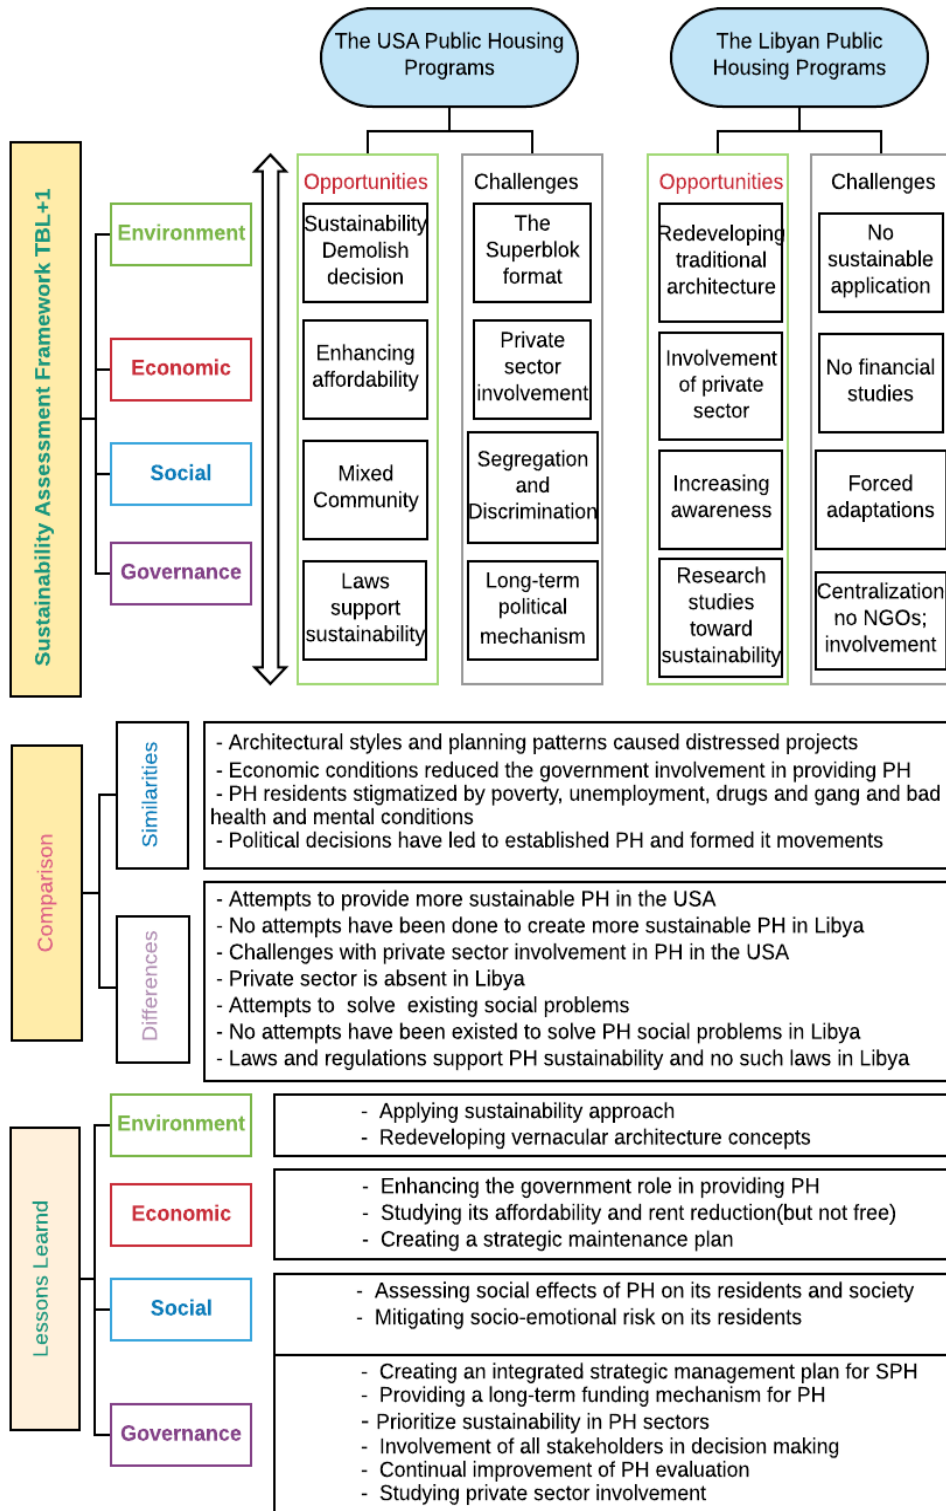 The USA Public Housing
Programs
The Libyan Public
Housing Programs
Sustainability Assessment Framework TBL+1
Environment
Economic
Social
Governance
Opportunities
Sustainability
Demolish
decision
Enhancing
affordability
Mixed
Community
Laws
support
sustainability
Challenges
The
Superblok
format
Private
sector
involvement
Segregation
and
Discrimination
Long-term
political
mechanism
Opportunities
Redeveloping
traditional
architecture
Involvement
of private
sector
Increasing
awareness
Research
studies
toward
sustainability
Challenges
No
sustainable
application
No financial
studies
Forced
adaptations
Centralization
no NGOs;
involvement
Comparison
Similarities
- Architectural styles and planning patterns caused distressed projects
- Economic conditions reduced the government involvement in providing PH
- PH residents stigmatized by poverty, unemployment, drugs and gang and bad
health and mental conditions
- Political decisions have led to established PH and formed it movements
Differences
- Attempts to provide more sustainable PH in the USA
- No attempts have been done to create more sustainable PH in Libya
- Challenges with private sector involvement in PH in the USA
- Private sector is absent in Libya
- Attempts to solve existing social problems
- No attempts have been existed to solve PH social problems in Libya
- Laws and regulations support PH sustainability and no such laws in Libya
Lessons Learnd
Environment
- Applying sustainability approach
- Redeveloping vernacular architecture concepts
Economic
- Enhancing the government role in providing PH
- Studying its affordability and rent reduction(but not free)
- Creating a strategic maintenance plan
Social
- Assessing social effects of PH on its residents and society
- Mitigating socio-emotional risk on its residents
Governance
- Creating an integrated strategic management plan for SPH
- Providing a long-term funding mechanism for PH
- Prioritize sustainability in PH sectors
- Involvement of all stakeholders in decision making
- Continual improvement of PH evaluation
- Studying private sector involvement